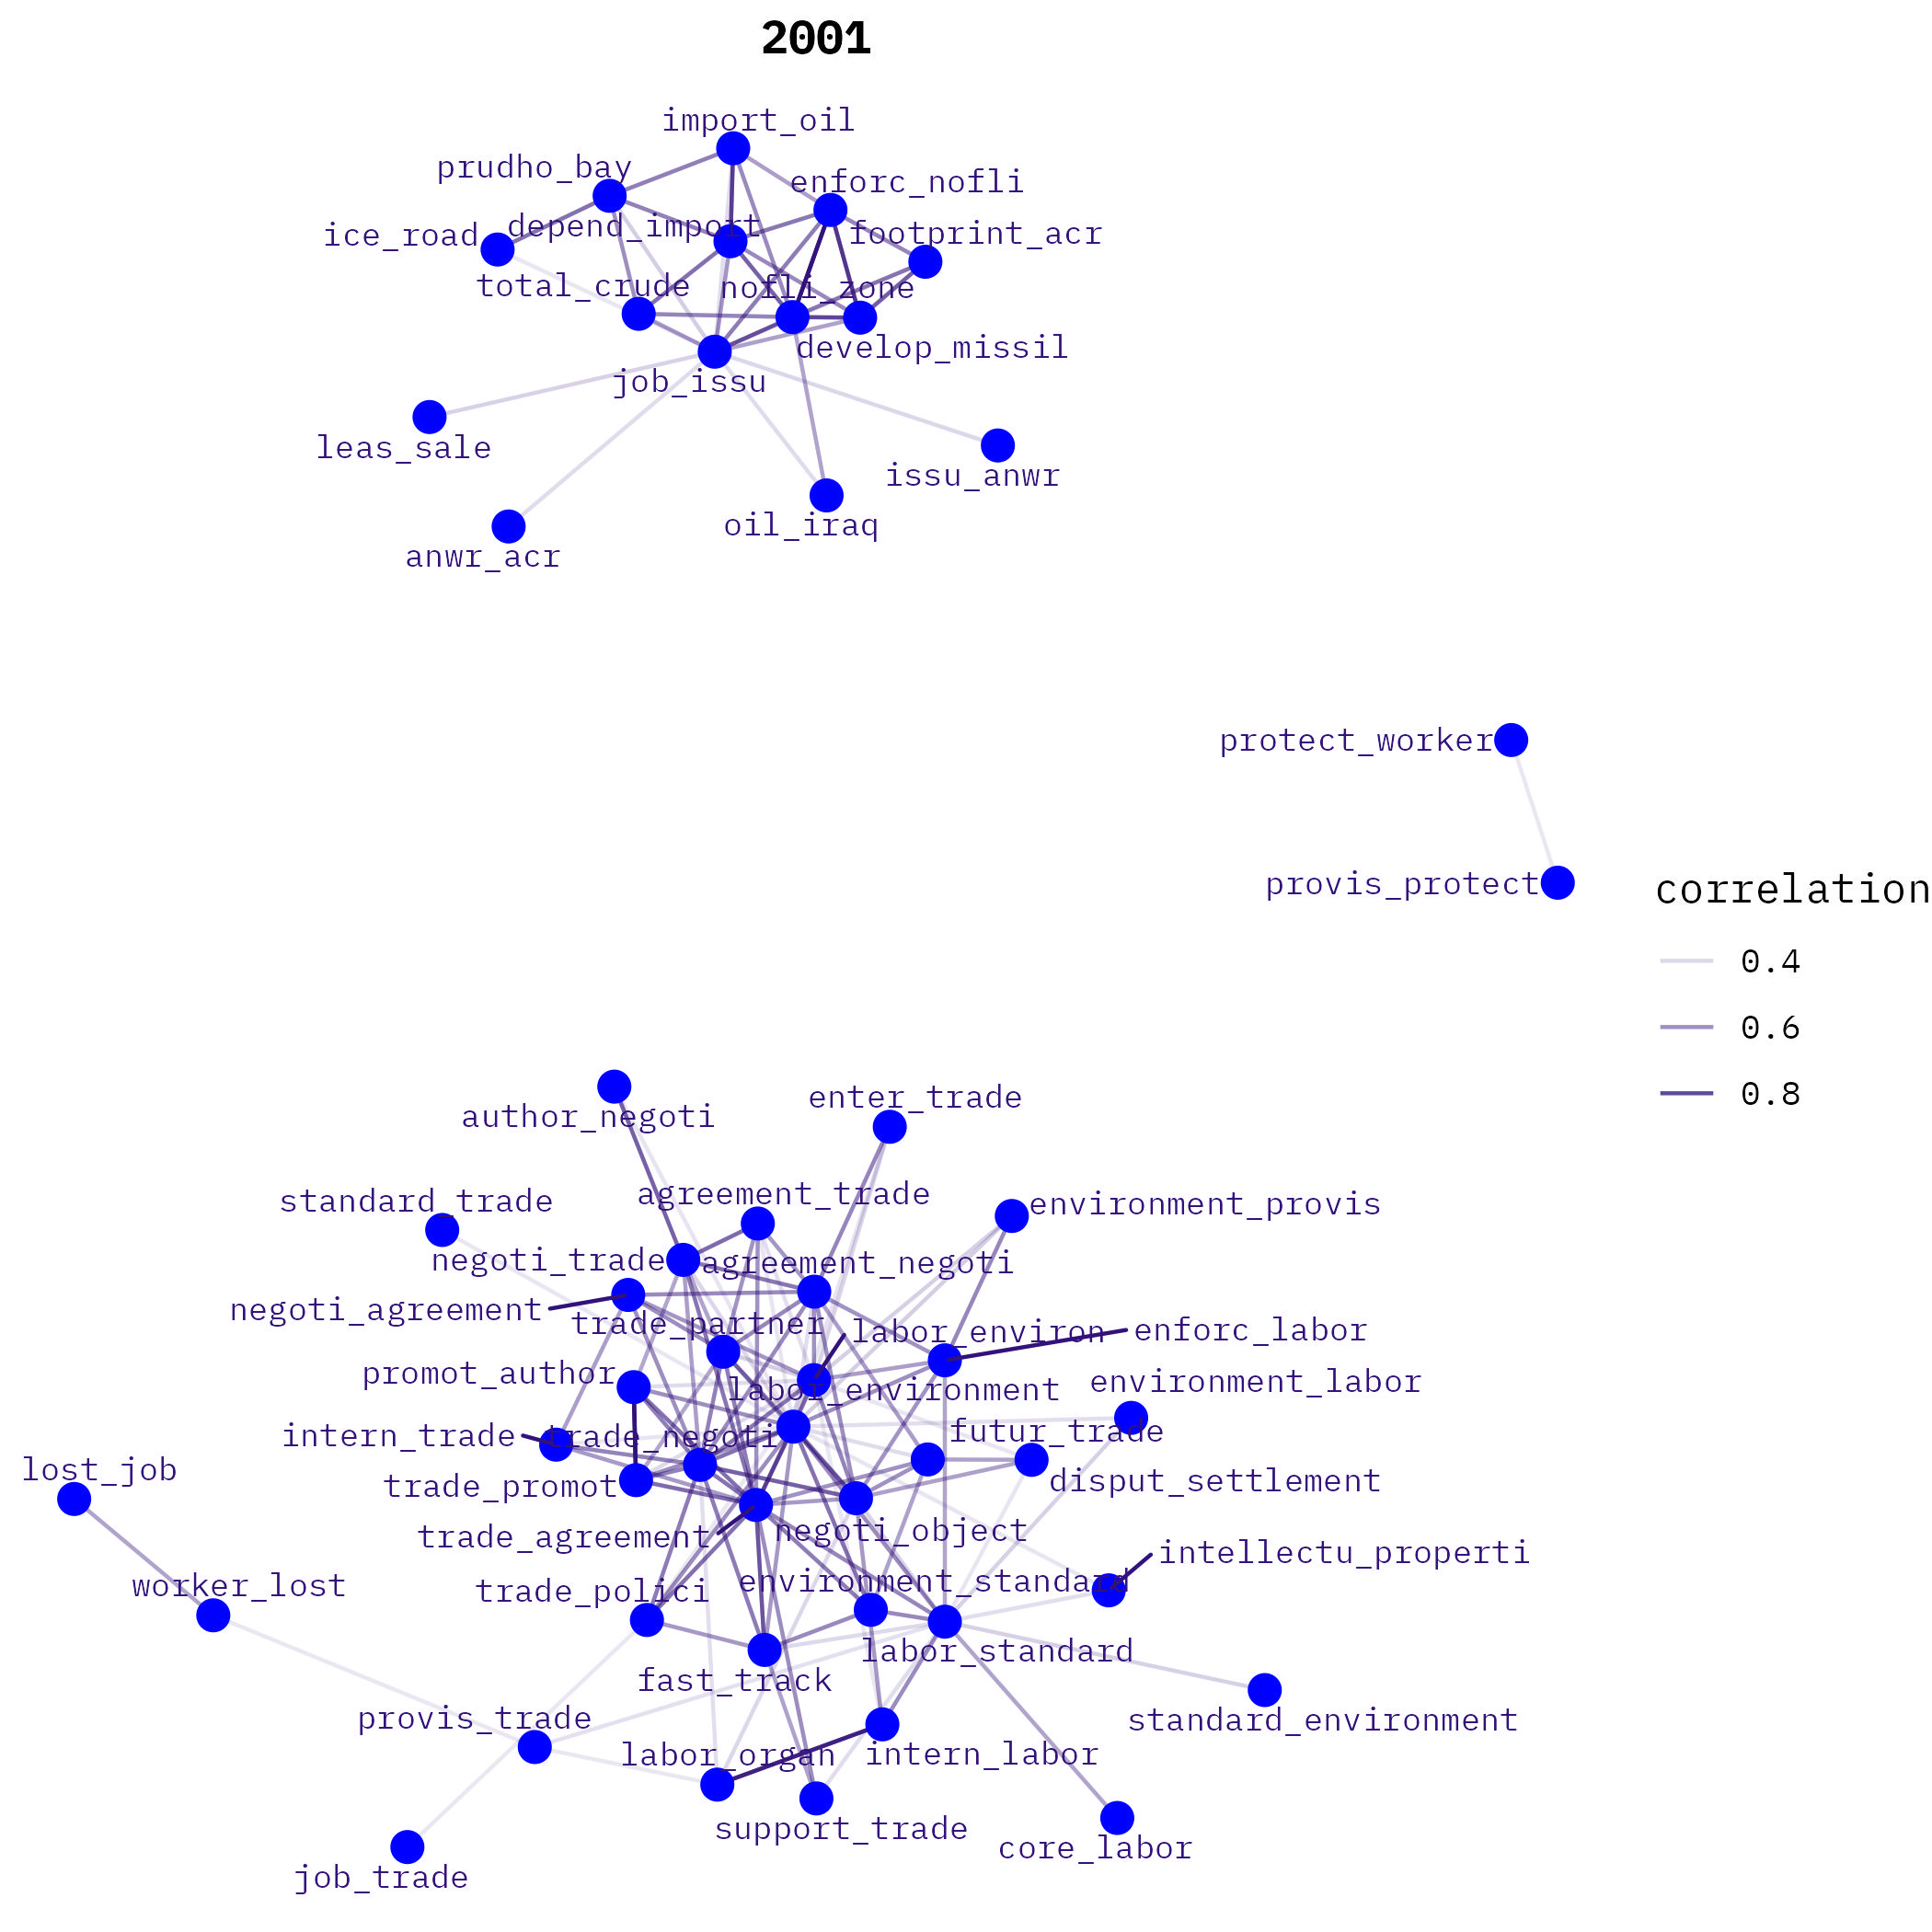 2001
import_oil
prudho_bay
enforc_nofli
ice_road
depend_import
footprint_acr
total_crude
nofli_zone
develop_missil
job_issu
leas_sale
issu_anwr
oil_iraq
anwr_acr
protect_worker
provis_protect
correlation
0.4
0.6
0.8
author_negoti
enter_trade
standard_trade
agreement_trade
environment_provis
negoti_trade
agreement_negoti
negoti_agreement
trade_partner
labor_environ
enforc_labor
promot_author
labor_environment
environment_labor
intern_trade
trade_negoti
futur_trade
lost_job
trade_promot
disput_settlement
trade_agreement
negoti_object
intellectu_properti
worker_lost
trade_polici
environment_standard
labor_standard
fast_track
provis_trade
standard_environment
labor_organ
intern_labor
support_trade
core_labor
job_trade